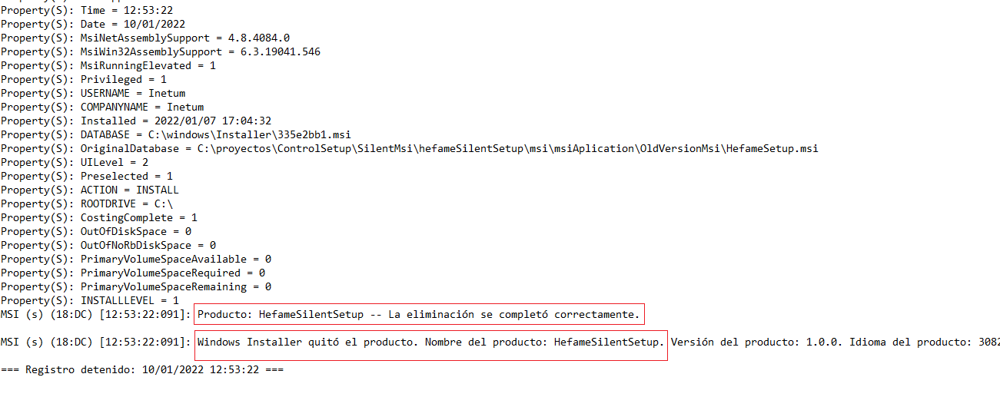 Property(S): Time = 12:53:22
Property(S): Date = 10/01/2022
Property(S): MsiNetAssemblySupport = 4.8.4084.0
Property(S): MsiWin32AssemblySupport = 6.3.19041.546
Property(S): MsiRunningElevated = 1
Property(S): Privileged = 1
Property(S): USERNAME = Inetum
Property(S): COMPANYNAME = Inetum
Property(S): Installed = 2022/01/07 17:04:32
Property(S): DATABASE = C:\windows\Installer\335e2bb1.msi
Property(S): OriginalDatabase = C:\proyectos\ControlSetup\SilentMsi\hefameSilentSetup\msi\msiAplication\OldVersionMsi\HefameSetup.msi
Property(S): UILevel = 2
Property(S): Preselected = 1
Property(S): ACTION = INSTALL
Property(S): ROOTDRIVE = C:\
Property(S): CostingComplete = 1
Property(S): OutOfDiskSpace = 0
Property(S): OutOfNoRbDiskSpace = 0
Property(S): PrimaryVolumeSpaceAvailable = 0
Property(S): PrimaryVolumeSpaceRequired = 0
Property(S): PrimaryVolumeSpaceRemaining = 0
Property(S): INSTALLLEVEL = 1
MSI (s) (18:DC) [12:53:22:091]: Producto: HefameSilentSetup -- La eliminación se completó correctamente.
MSI (s) (18:DC) [12:53:22:091]: Windows Installer quitó el producto. Nombre del producto: HefameSilentSetup. Versión del producto: 1.0.0. Idioma del producto: 3082
=== Registro detenido: 10/01/2022 12:53:22 ===